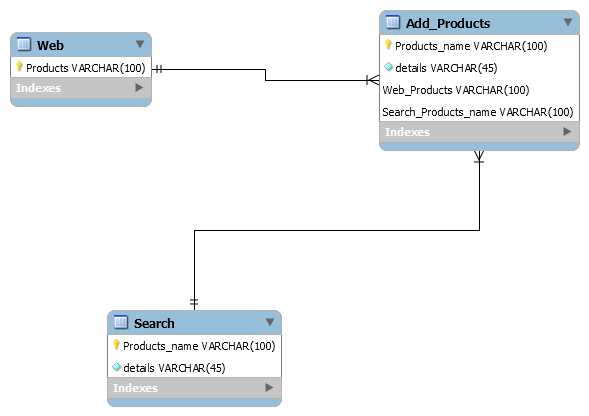 Web
Products VARCHAR(100)
Indexes
Add_Products
Products_name VARCHAR(100)
details VARCHAR(45)
Web_Products VARCHAR(100)
Search_Products_name VARCHAR(100)
Indexes
Search
Products_name VARCHAR(100)
details VARCHAR(45)
Indexes